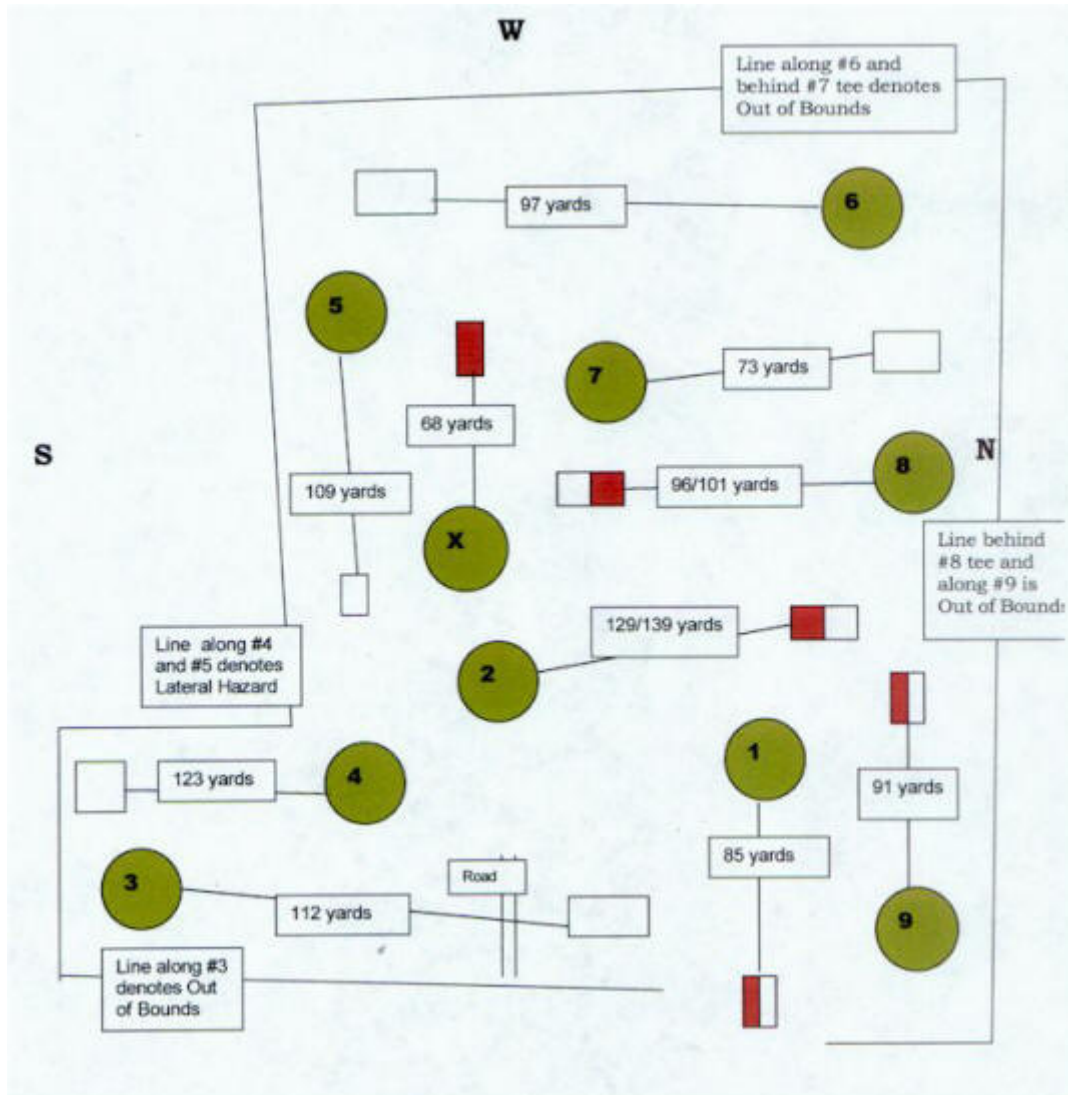 W
Line along #6 and
behind #7 tee denotes
Out of Bounds
97 yards
6
5
7
73 yards
68 yards
S
N
8
96/101 yards
109 yards
X
Line behind
#8 tee and
along #9 is
Out of Bounds
129/139 yards
Line along #4
and #5 denotes
Lateral Hazard
2
1
123 yards
4
91 yards
85 yards
Road
3
112 yards
9
Line along #3
denotes Out
of Bounds